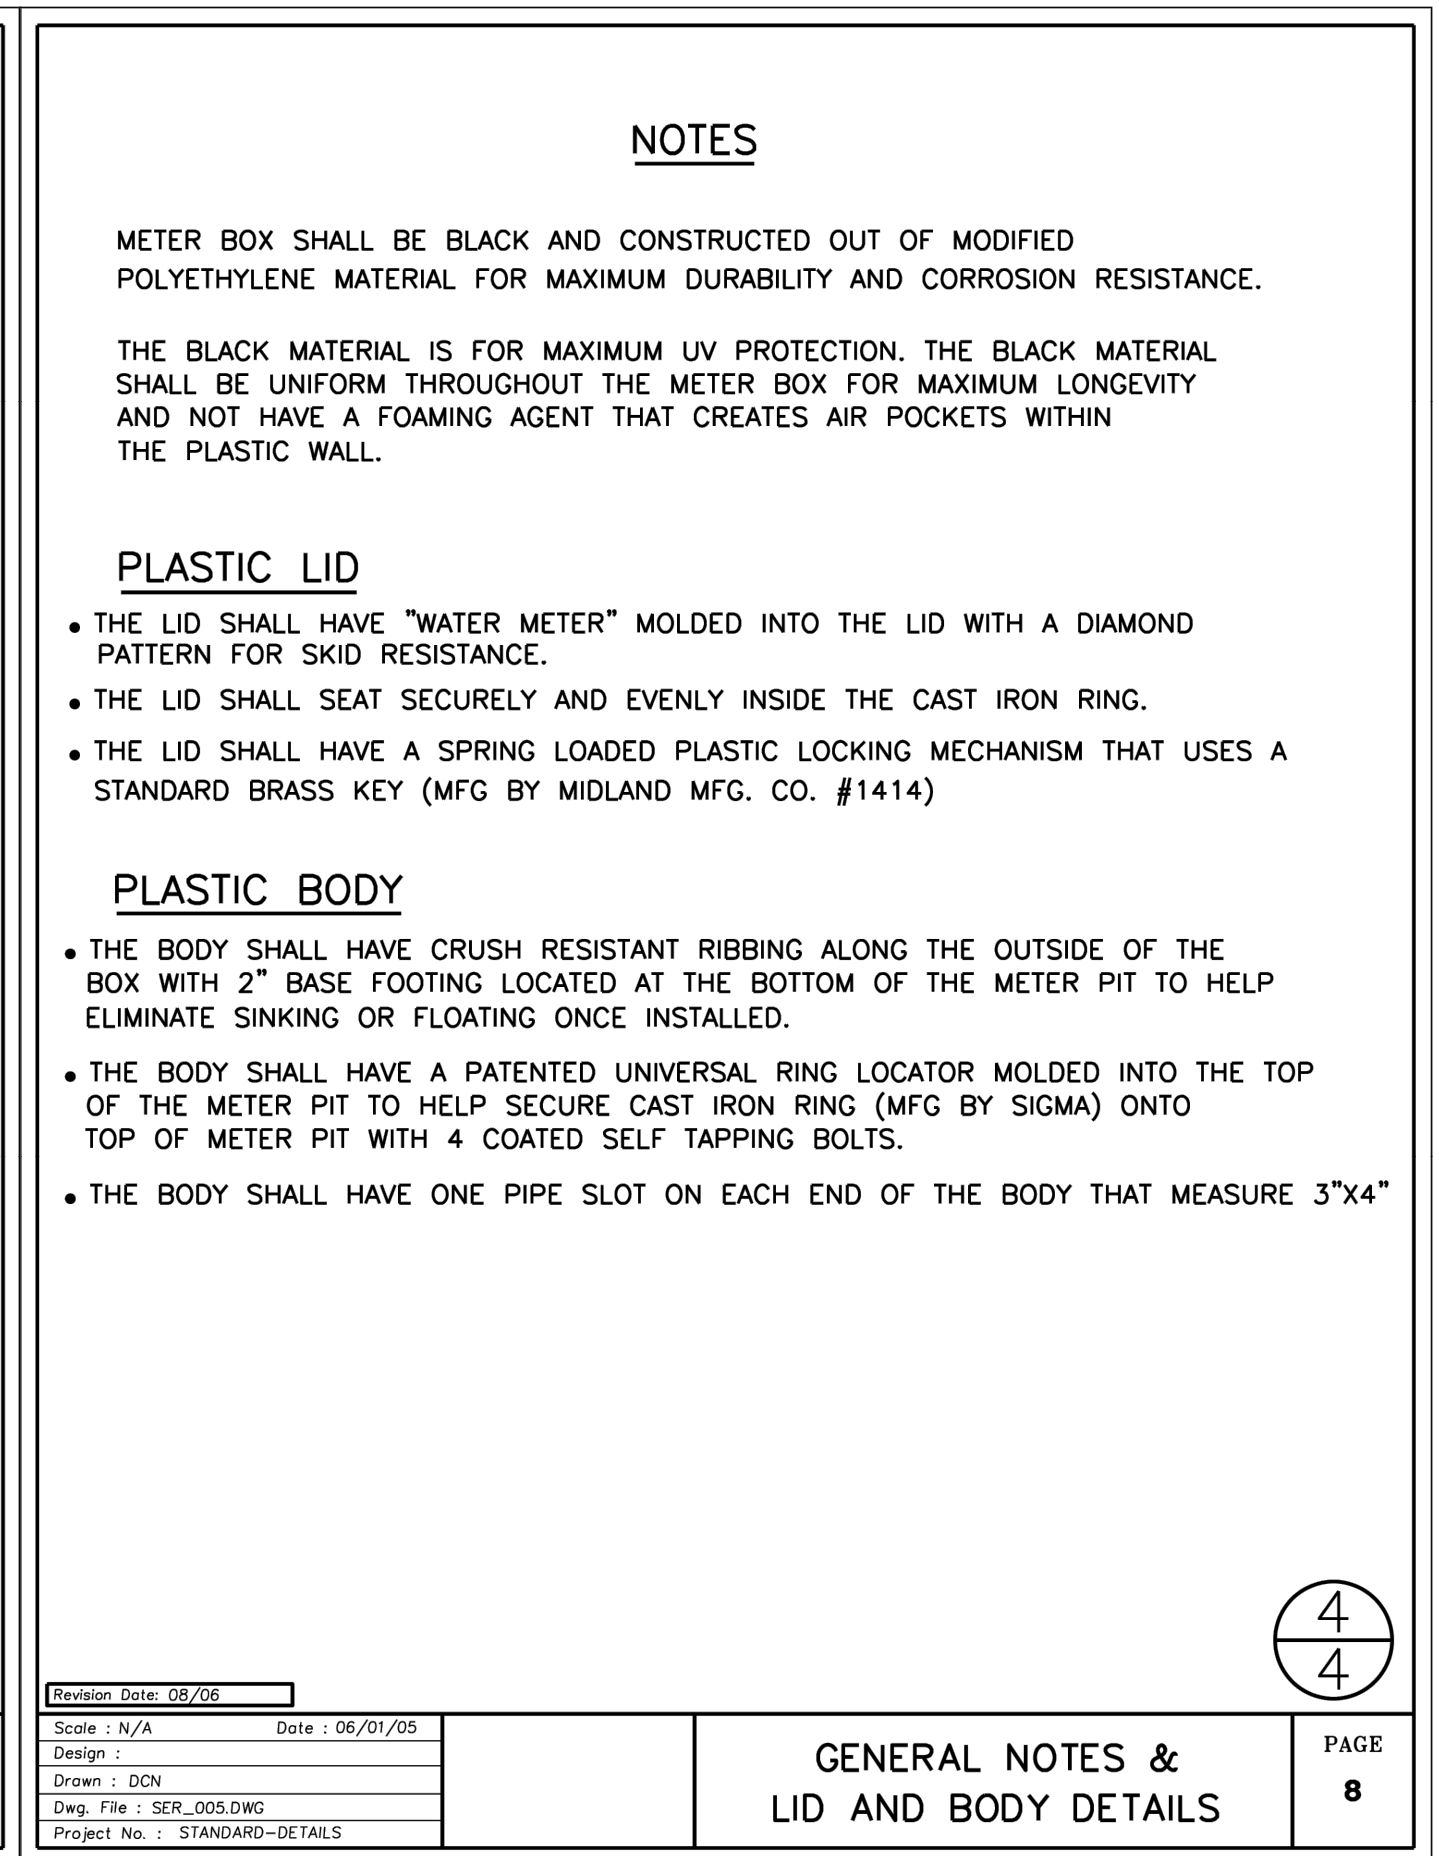 NOTES
METER BOX SHALL BE BLACK AND CONSTRUCTED OUT OF MODIFIED
POLYETHYLENE MATERIAL FOR MAXIMUM DURABILITY AND CORROSION RESISTANCE.
THE BLACK MATERIAL IS FOR MAXIMUM UV PROTECTION. THE BLACK MATERIAL
SHALL BE UNIFORM THROUGHOUT THE METER BOX FOR MAXIMUM LONGEVITY
AND NOT HAVE A FOAMING AGENT THAT CREATES AIR POCKETS WITHIN
THE PLASTIC WALL.
PLASTIC LID
• THE LID SHALL HAVE "WATER METER" MOLDED INTO THE LID WITH A DIAMOND
PATTERN FOR SKID RESISTANCE.
• THE LID SHALL SEAT SECURELY AND EVENLY INSIDE THE CAST IRON RING.
• THE LID SHALL HAVE A SPRING LOADED PLASTIC LOCKING MECHANISM THAT USES A
STANDARD BRASS KEY (MFG BY MIDLAND MFG. CO. #1414)
PLASTIC BODY
• THE BODY SHALL HAVE CRUSH RESISTANT RIBBING ALONG THE OUTSIDE OF THE
BOX WITH 2" BASE FOOTING LOCATED AT THE BOTTOM OF THE METER PIT TO HELP
ELIMINATE SINKING OR FLOATING ONCE INSTALLED.
• THE BODY SHALL HAVE A PATENTED UNIVERSAL RING LOCATOR MOLDED INTO THE TOP
OF THE METER PIT TO HELP SECURE CAST IRON RING (MFG BY SIGMA) ONTO
TOP OF METER PIT WITH 4 COATED SELF TAPPING BOLTS.
• THE BODY SHALL HAVE ONE PIPE SLOT ON EACH END OF THE BODY THAT MEASURE 3"X4"
4
4
Revision Date: 08/06
Scale : N/A Date : 06/01/05
Design :
Drawn : DCN
Dwg. File : SER_005.DWG
Project No. : STANDARD-DETAILS
GENERAL NOTES &
LID AND BODY DETAILS
PAGE
8